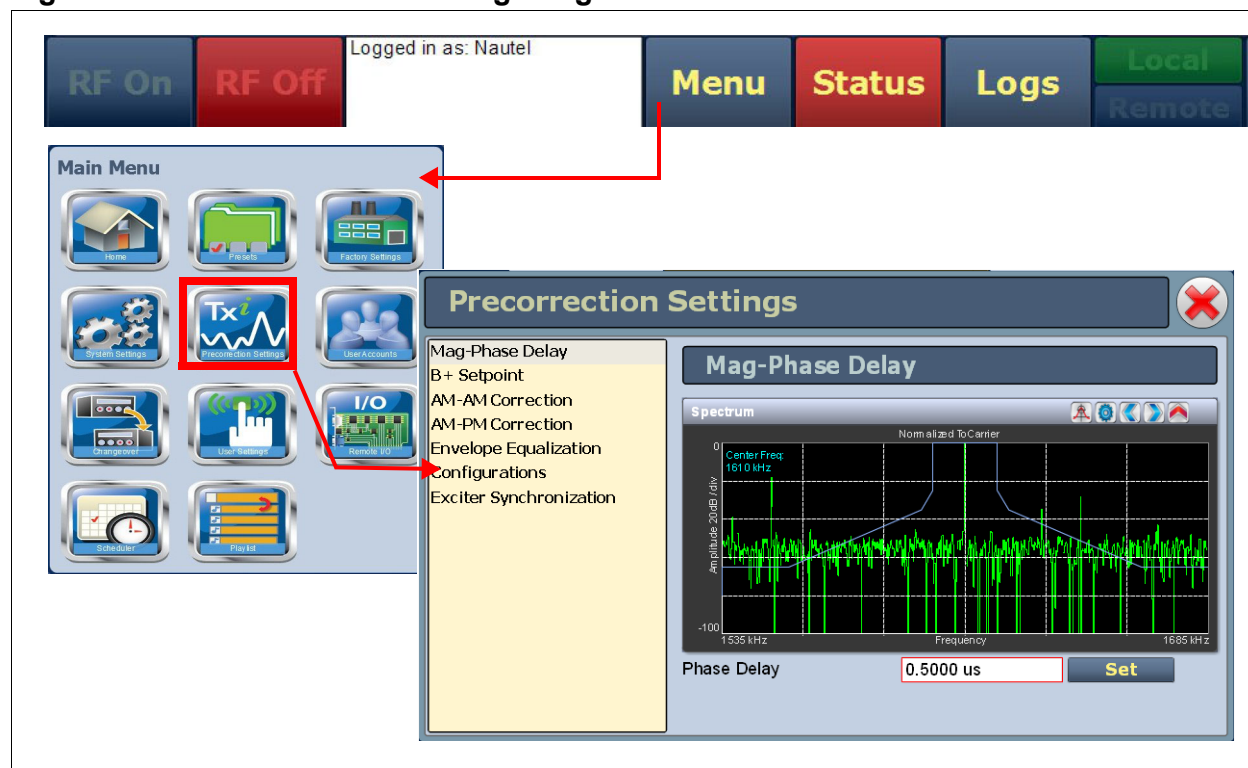 RF On
RF Off
Logged in as: Nautel
Menu
Status
Logs
Local
Remote
Main Menu
Home
Presets
Factory Settings
System Settings
Txi
Precorrection Settings
User Accounts
Changeover
User Settings
I/O
Remote I/O
Scheduler
Playlist
Precorrection Settings
Mag-Phase Delay
B+ Setpoint
AM-AM Correction
AM-PM Correction
Envelope Equalization
Configurations
Exciter Synchronization
Mag-Phase Delay
Spectrum
Normalized To Carrier
0
Center Freq:
1610 kHz
Amplitude 20dB /div
-100
1535 kHz
Frequency
1685 kHz
Phase Delay
0.5000 us
Set